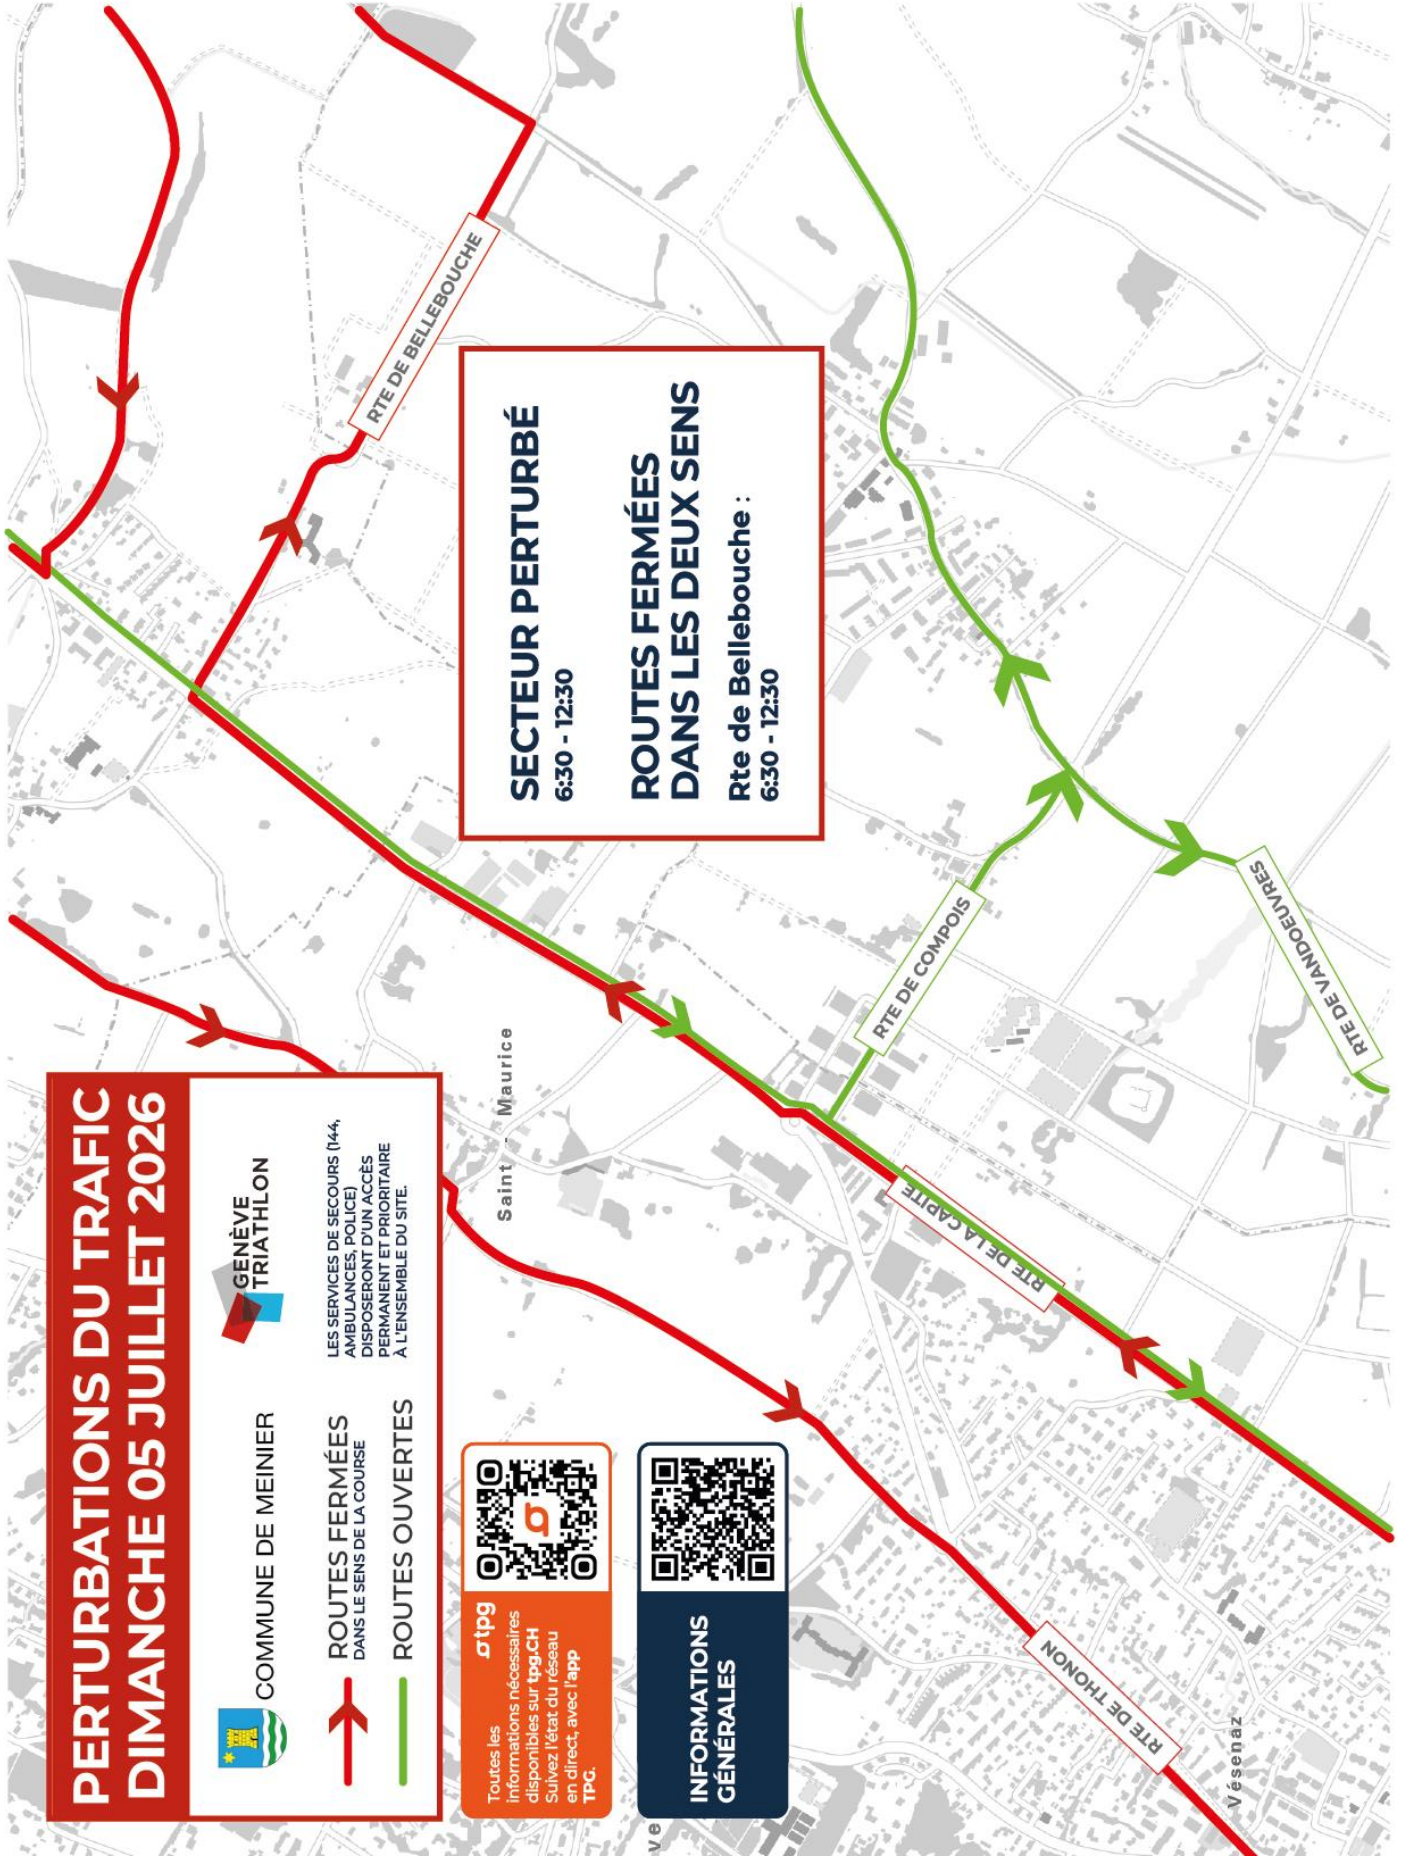 PERTURBATIONS DU TRAFIC
DIMANCHE 05 JUILLET 2026
COMMUNE DE MEINIER
GENÈVE
TRIATHLON
ROUTES FERMÉES
DANS LE SENS DE LA COURSE
ROUTES OUVERTES
LES SERVICES DE SECOURS (144,
AMBULANCES, POLICE)
DISPOSERONT D'UN ACCÈS
PERMANENT ET PRIORITAIRE
À L'ENSEMBLE DU SITE.
tpg
Toutes les
informations nécessaires
disponibles sur tpg.CH
Suivez l'état du réseau
en direct, avec l'app
TPG.
INFORMATIONS
GÉNÉRALES
SECTEUR PERTURBÉ
6:30 - 12:30
ROUTES FERMÉES
DANS LES DEUX SENS
Rte de Bellebouche :
6:30 - 12:30
RTE DE BELLEBOUCHE
RTE DE COMPOIS
RTE DE VANDOEUVRES
RTE DE LA CAPITE
RTE DE THONON
Saint - Maurice
Vésenaz
ve